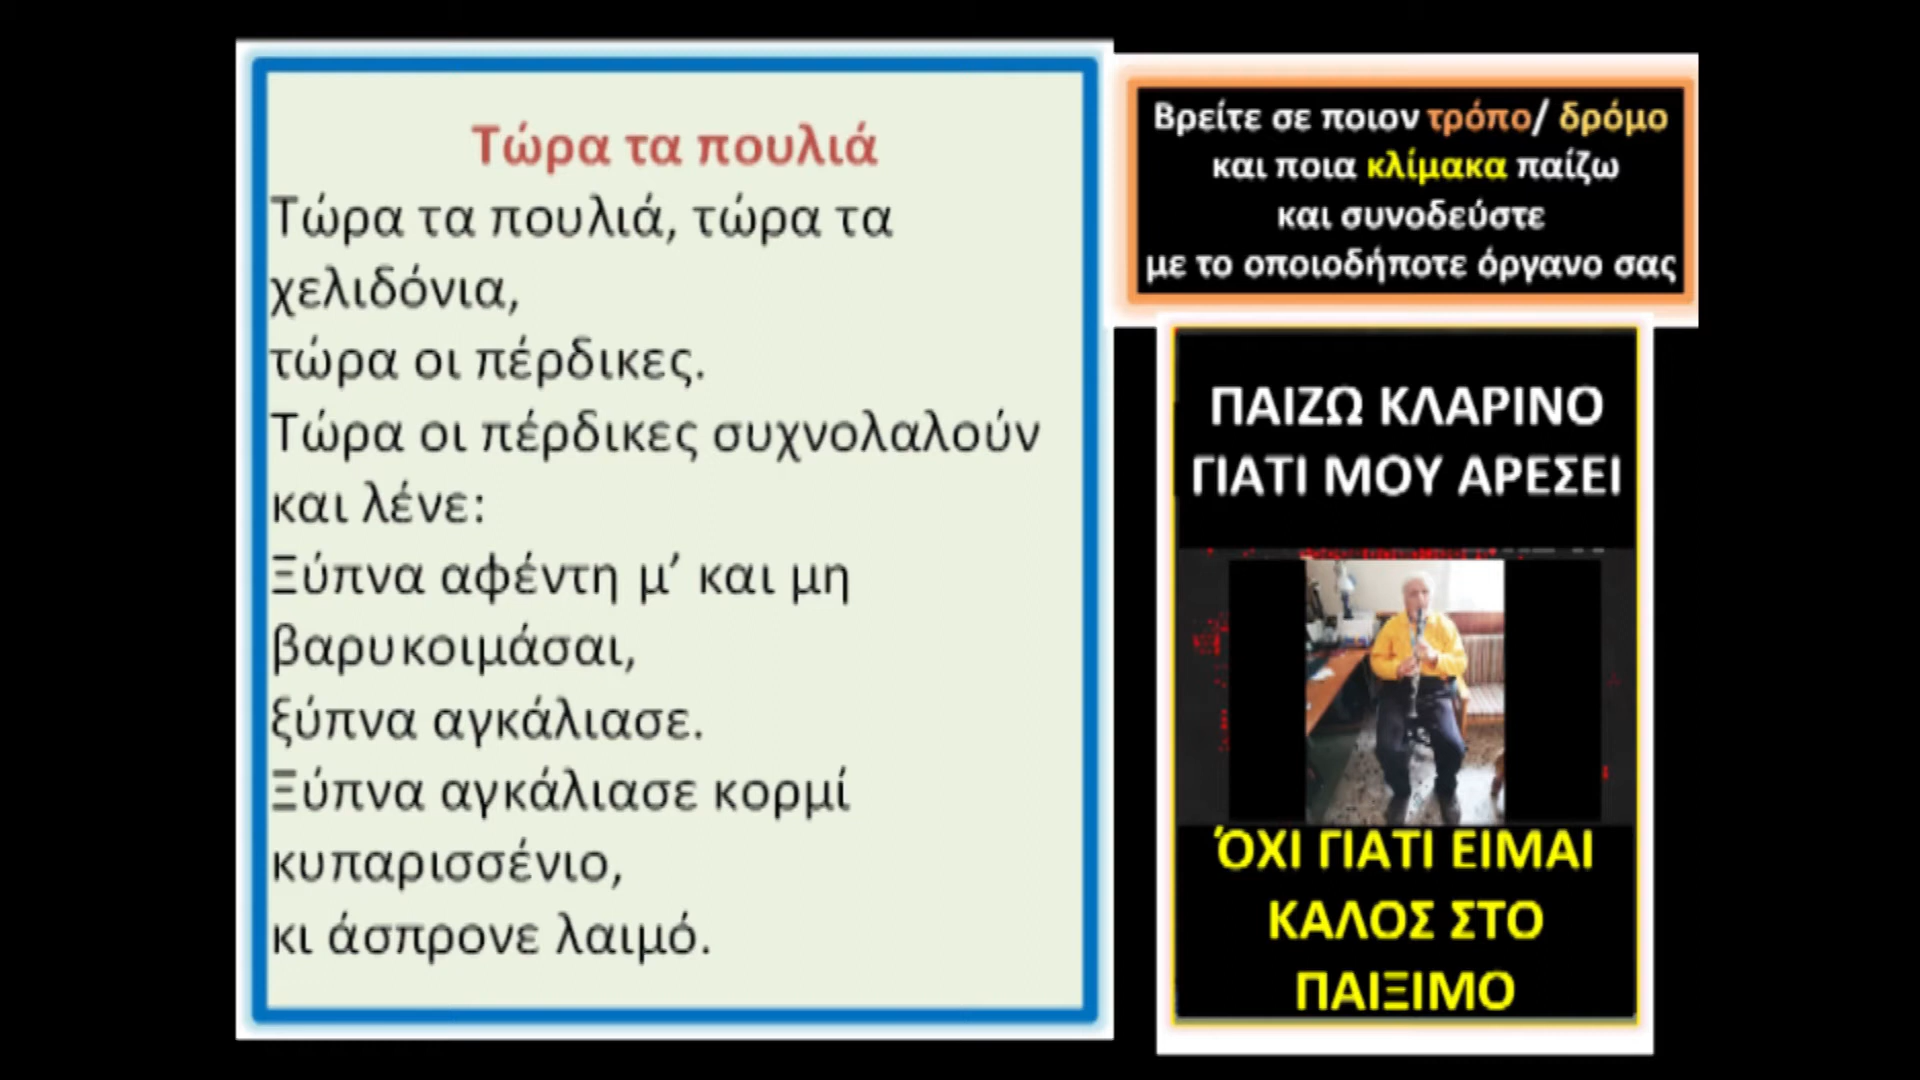 Τώρα τα πουλιά
Τώρα τα πουλιά, τώρα τα
χελιδόνια,
τώρα οι πέρδικες.
Τώρα οι πέρδικες συχνολαλούν
και λένε:
Ξύπνα αφέντη μ’ και μη
βαρυκοιμάσαι,
ξύπνα αγκάλιασε.
Ξύπνα αγκάλιασε κορμί
κυπαρισσένιο,
κι άσπρονε λαιμό.
Βρείτε σε ποιον τρόπο/ δρόμο
και ποια κλίμακα παίζω
και συνοδεύστε
με το οποιοδήποτε όργανο σας
ΠΑΙΖΩ ΚΛΑΡΙΝΟ
ΓΙΑΤΙ ΜΟΥ ΑΡΕΣΕΙ
ΌΧΙ ΓΙΑΤΙ ΕΙΜΑΙ
ΚΑΛΟΣ ΣΤΟ
ΠΑΙΞΙΜΟ